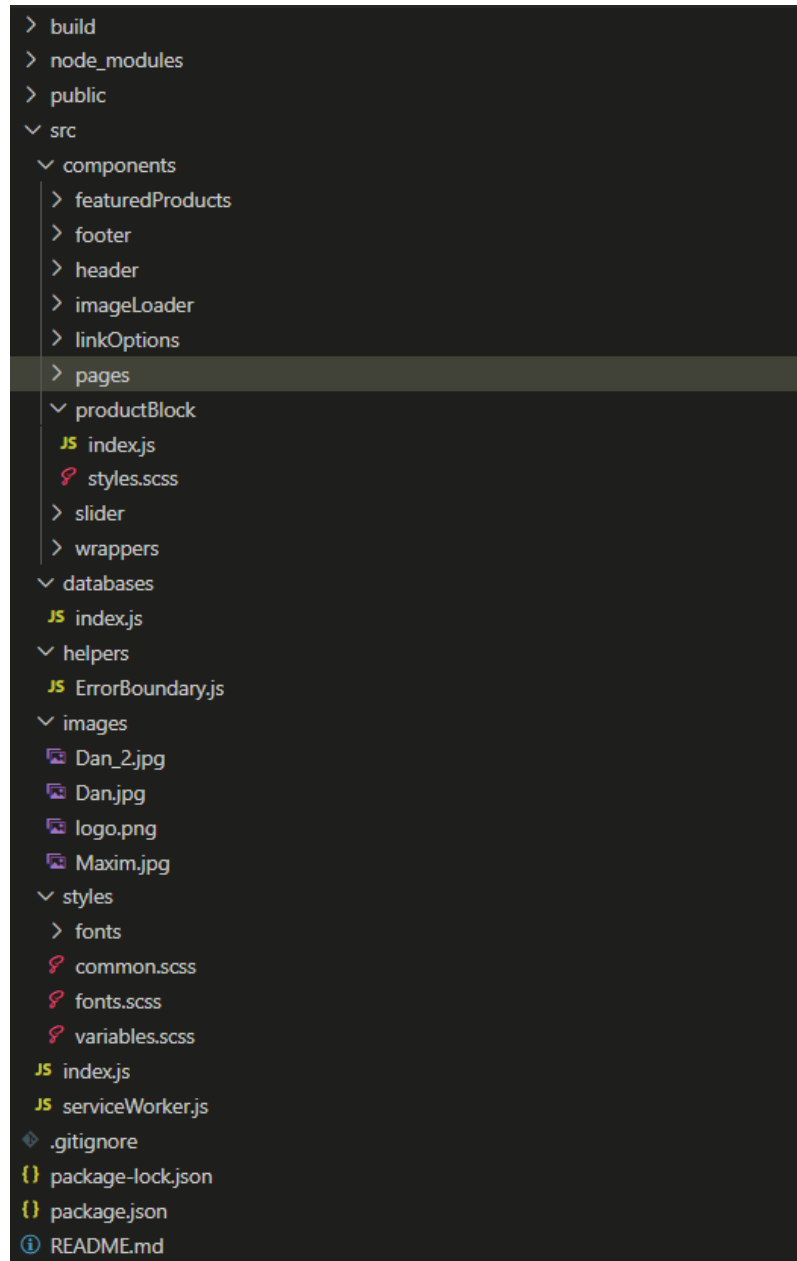 build
node_modules
public
src
components
featuredProducts
footer
header
imageLoader
linkOptions
pages
productBlock
JS index.js
styles.scss
slider
wrappers
databases
JS index.js
helpers
JS ErrorBoundary.js
images
Dan_2.jpg
Dan.jpg
logo.png
Maxim.jpg
styles
fonts
common.scss
fonts.scss
variables.scss
JS index.js
JS serviceWorker.js
.gitignore
{} package-lock.json
{} package.json
README.md